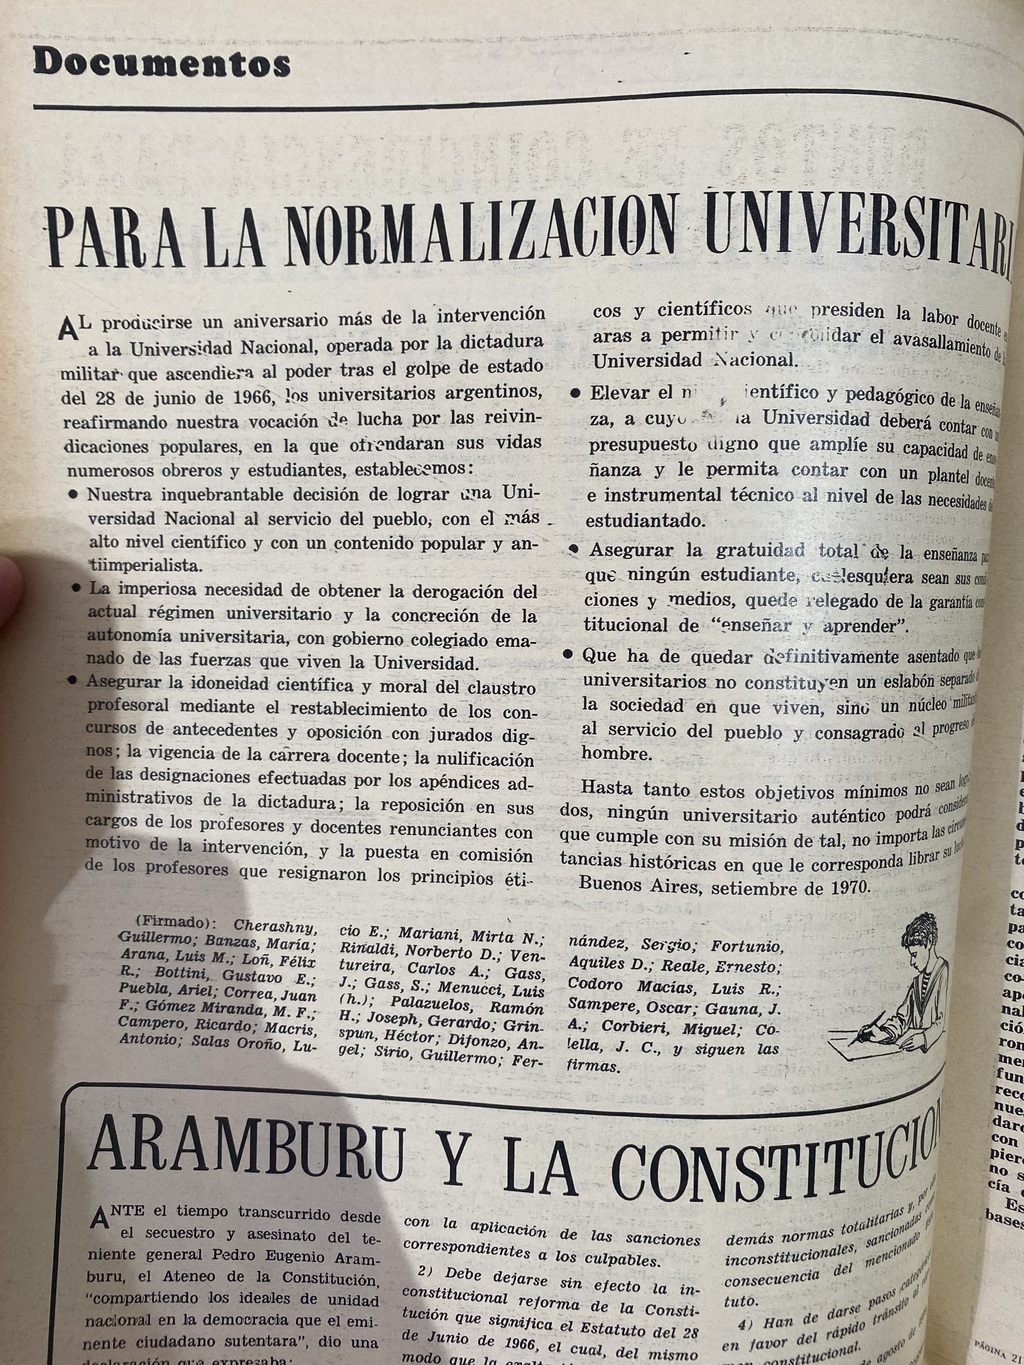 Documentos
PARA LA NORMALIZACION UNIVERSITARI
AL producirse un aniversario más de la intervención
a la Universidad Nacional, operada por la dictadura
militar que ascendiera al poder tras el golpe de estado
del 28 de junio de 1966, los universitarios argentinos,
reafirmando nuestra vocación de lucha por las reivin-
dicaciones populares, en la que ofrendaran sus vidas
numerosos obreros y estudiantes, establecemos:
● Nuestra inquebrantable decisión de lograr una Uni-
versidad Nacional al servicio del pueblo, con el más
alto nivel científico y con un contenido popular y an-
tiimperialista.
● La imperiosa necesidad de obtener la derogación del
actual régimen universitario y la concreción de la
autonomía universitaria, con gobierno colegiado ema-
nado de las fuerzas que viven la Universidad.
● Asegurar la idoneidad científica y moral del claustro
profesoral mediante el restablecimiento de los con-
cursos de antecedentes y oposición con jurados dig-
nos; la vigencia de la carrera docente; la nulificación
de las designaciones efectuadas por los apéndices ad-
ministrativos de la dictadura; la reposición en sus
cargos de los profesores y docentes renunciantes con
motivo de la intervención, y la puesta en comisión
de los profesores que resignaron los principios éti-
cos y científicos que presiden la labor docente
aras a permitir y el avasallamiento de
Universidad Nacional.
● Elevar el científico y pedagógico de la enseñan
za, a cuyo la Universidad deberá contar con
presupuesto digno que amplíe su capacidad de
ñanza y le permita contar con un plantel docen
e instrumental técnico al nivel de las necesidades
estudiantado.
● Asegurar la gratuidad total de la enseñanza
que ningún estudiante, cualesquiera sean sus
ciones y medios, quede relegado de la garantía
titucional de “enseñar y aprender”.
● Que ha de quedar definitivamente asentado que
universitarios no constituyen un eslabón separado
la sociedad en que viven, sino un núcleo militan
al servicio del pueblo y consagrado al progreso
hombre.
Hasta tanto estos objetivos mínimos no sean
dos, ningún universitario auténtico podrá
que cumple con su misión de tal, no importa las
tancias históricas en que le corresponda librar su
Buenos Aires, setiembre de 1970.
(Firmado): Cherashny,
Guillermo; Banzas, María;
Arana, Luis M.; Loñ, Félix
R.; Bottini, Gustavo E.;
Puebla, Ariel; Correa, Juan
F.; Gómez Miranda, M. F.;
Campero, Ricardo; Macris,
Antonio; Salas Oroño, Lu-
cio E.; Mariani, Mirta N.;
Rinaldi, Norberto D.; Ven-
tureira, Carlos A.; Gass,
J.; Gass, S.; Menucci, Luis
(h.); Palazuelos, Ramón
H.; Joseph, Gerardo; Grin-
spun, Héctor; Difonzo, An-
gel; Sirio, Guillermo; Fer-
nández, Sergio; Fortunio,
Aquiles D.; Reale, Ernesto;
Codoro Macías, Luis R.;
Sampere, Oscar; Gauna, J.
A.; Corbieri, Miguel; Co-
lella, J. C., y siguen las
firmas.
ARAMBURU Y LA CONSTITUCION
ANTE el tiempo transcurrido desde
el secuestro y asesinato del te-
niente general Pedro Eugenio Aram-
buru, el Ateneo de la Constitución,
“compartiendo los ideales de unidad
nacional en la democracia que el emi-
nente ciudadano sutentara”, dio una
declaración que expresaba:
con la aplicación de las sanciones
correspondientes a los culpables.
2) Debe dejarse sin efecto la in-
constitucional reforma de la Consti-
tución que significa el Estatuto del 28
de Junio de 1966, el cual, del mismo
modo que la
demás normas totalitarias y,
inconstitucionales, sancionadas
consecuencia del mencionado
tuto.
4) Han de darse pasos
en favor del rápido tránsito al
constitucional.
de agosto de
PÁGINA 21